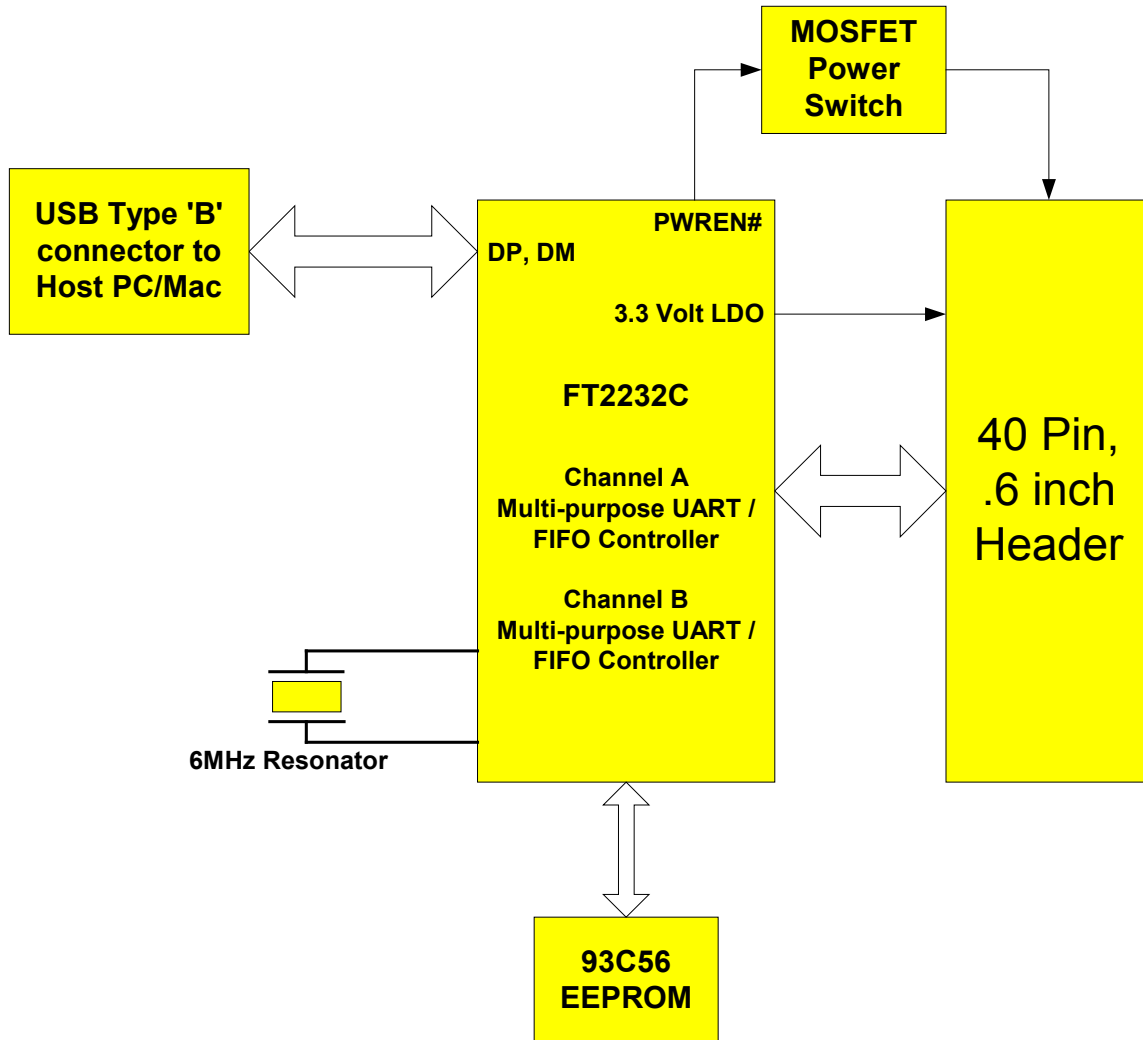 MOSFET
Power
Switch
USB Type 'B'
connector to
Host PC/Mac
PWREN#
DP, DM
3.3 Volt LDO
FT2232C
Channel A
Multi-purpose UART /
FIFO Controller
Channel B
Multi-purpose UART /
FIFO Controller
40 Pin,
.6 inch
Header
6MHz Resonator
93C56
EEPROM